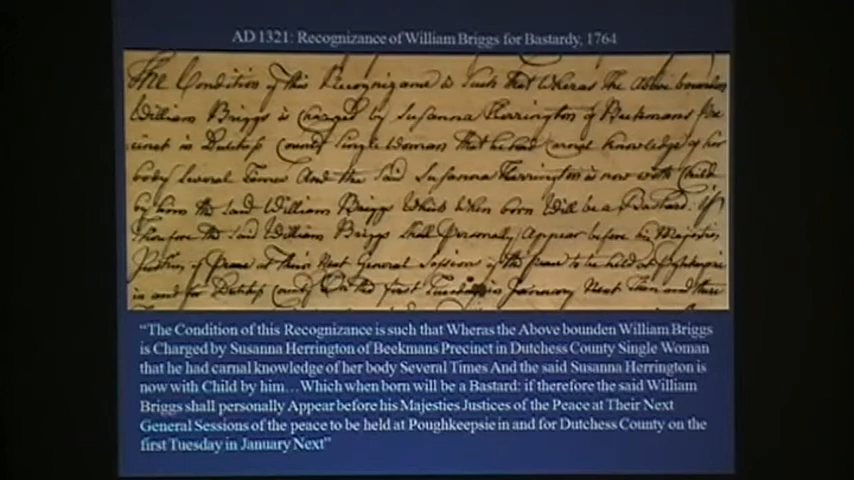 AD 1321: Recognizance of William Briggs for Bastardy, 1764
The Condition of this Recognizance is Such that Wheras the Above bounden
William Briggs is Charged by Susanna Herrington of Beekmans Pre
cinct in Dutchess County Single Woman that he had Carnal knowledge of her
body Several Times And the Said Susanna Herrington is now with Child
by him the said William Briggs Which When born Will be a Bastard. if
Therefore the Said William Briggs Shall Personally Appear before his Majesties
Justices of Peace at Their Next General Sessions of the peace to be held at Poghkeepsie
in and for Dutchess County On the first Tuesday in January Next Then and there
“The Condition of this Recognizance is such that Wheras the Above bounden William Briggs
is Charged by Susanna Herrington of Beekmans Precinct in Dutchess County Single Woman
that he had carnal knowledge of her body Several Times And the said Susanna Herrington is
now with Child by him…Which when born will be a Bastard: if therefore the said William
Briggs shall personally Appear before his Majesties Justices of the Peace at Their Next
General Sessions of the peace to be held at Poughkeepsie in and for Dutchess County on the
first Tuesday in January Next”